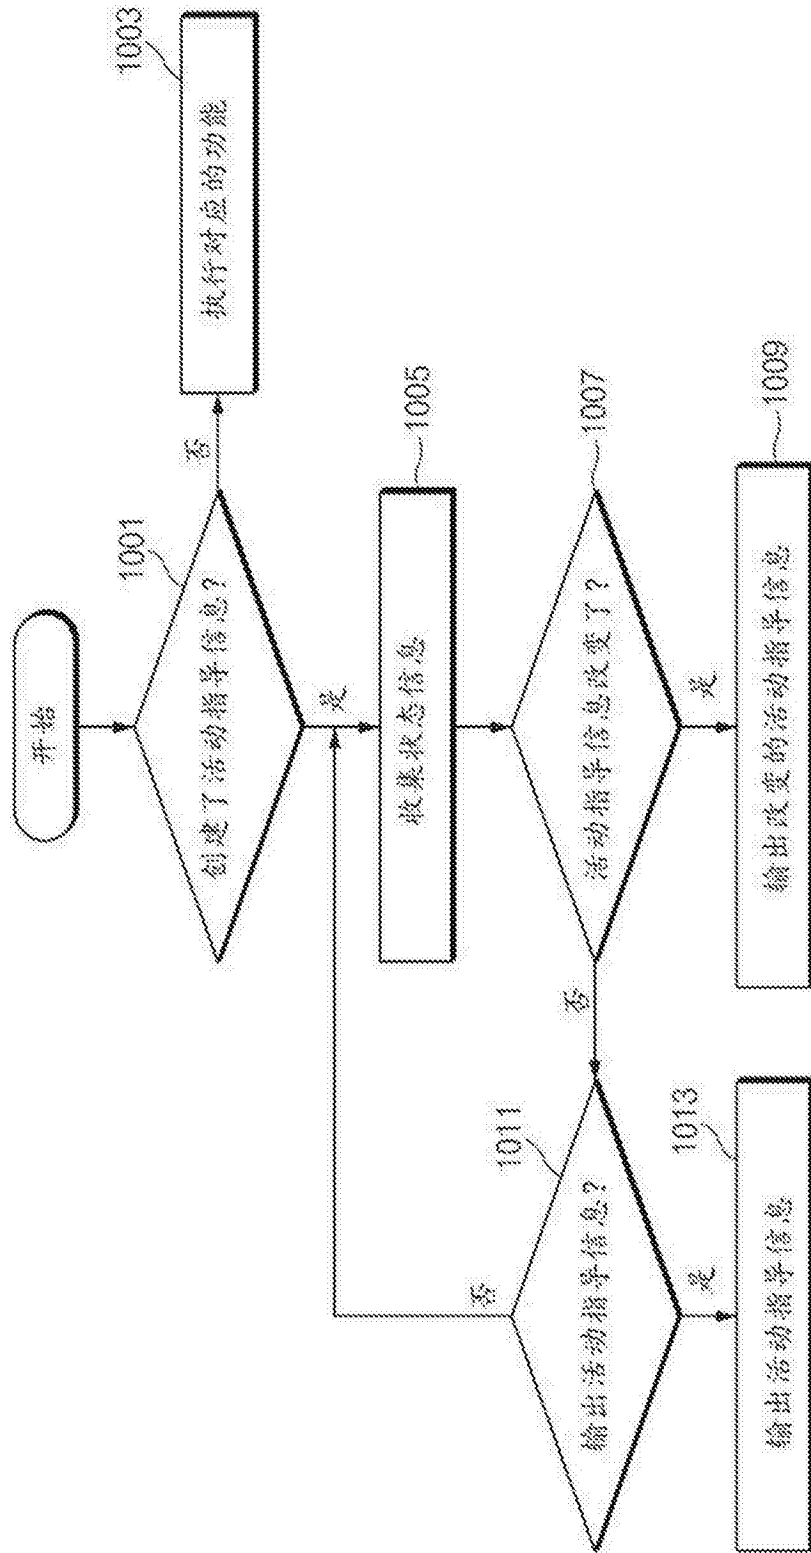 开始
1001
创建了活动指导信息?
否
1003
执行对应的功能
是
1005
收集状态信息
1007
活动指导信息改变了?
是
1009
输出改变的活动指导信息
否
1011
输出活动指导信息?
否
是
1013
输出活动指导信息